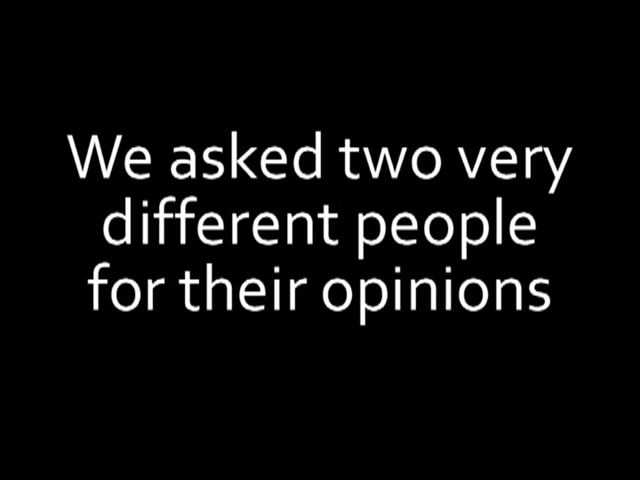 We asked two very
different people
for their opinions